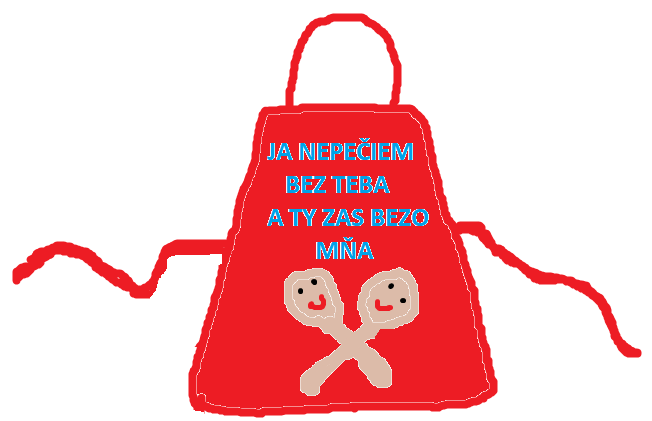 JA NEPEČIEM
BEZ TEBA
A TY ZAS BEZO
MŇA